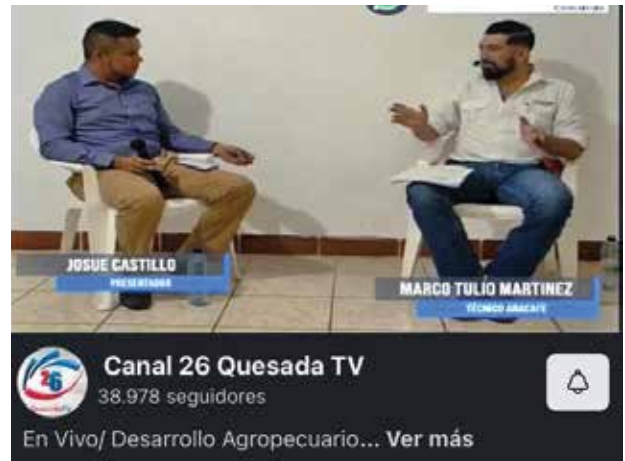 JOSUE CASTILLO
PRESENTADOR
MARCO TULIO MARTINEZ
TÉCNICO ANACAFE
26
Canal 26 Quesada TV
38.978 seguidores
En Vivo/ Desarrollo Agropecuario... Ver más